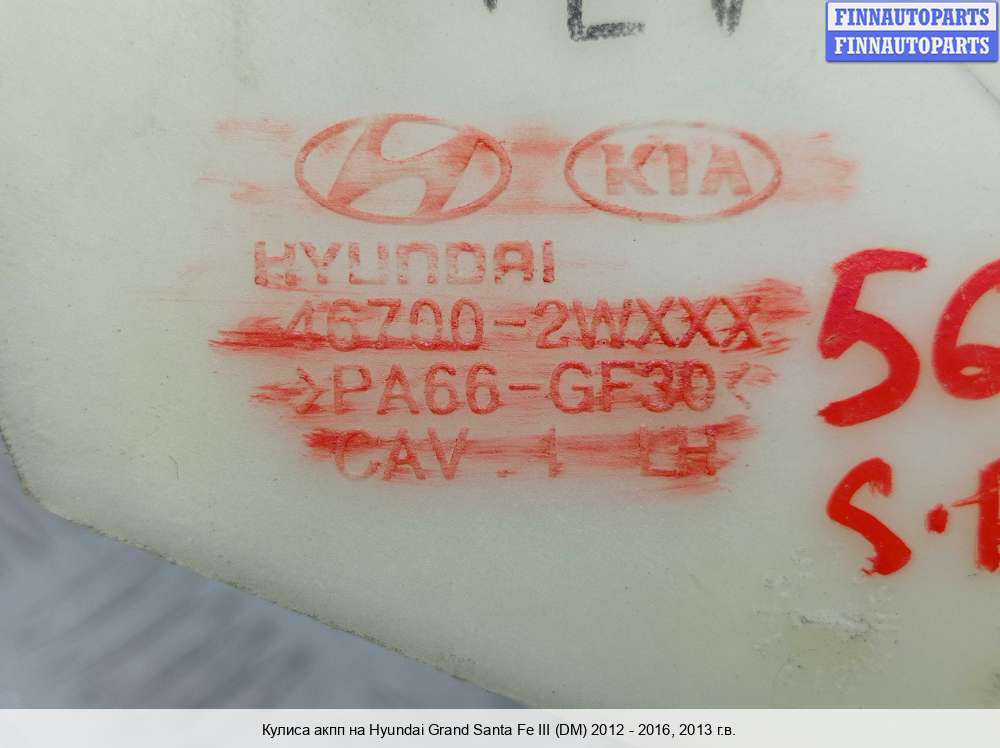 FINNAUTOPARTS
FINNAUTOPARTS
KIA
HYUNDAI
46700-2WXXX
>PA66-GF30<
CAV.1 LH
56
S.
Кулиса акпп на Hyundai Grand Santa Fe III (DM) 2012 - 2016, 2013 г.в.